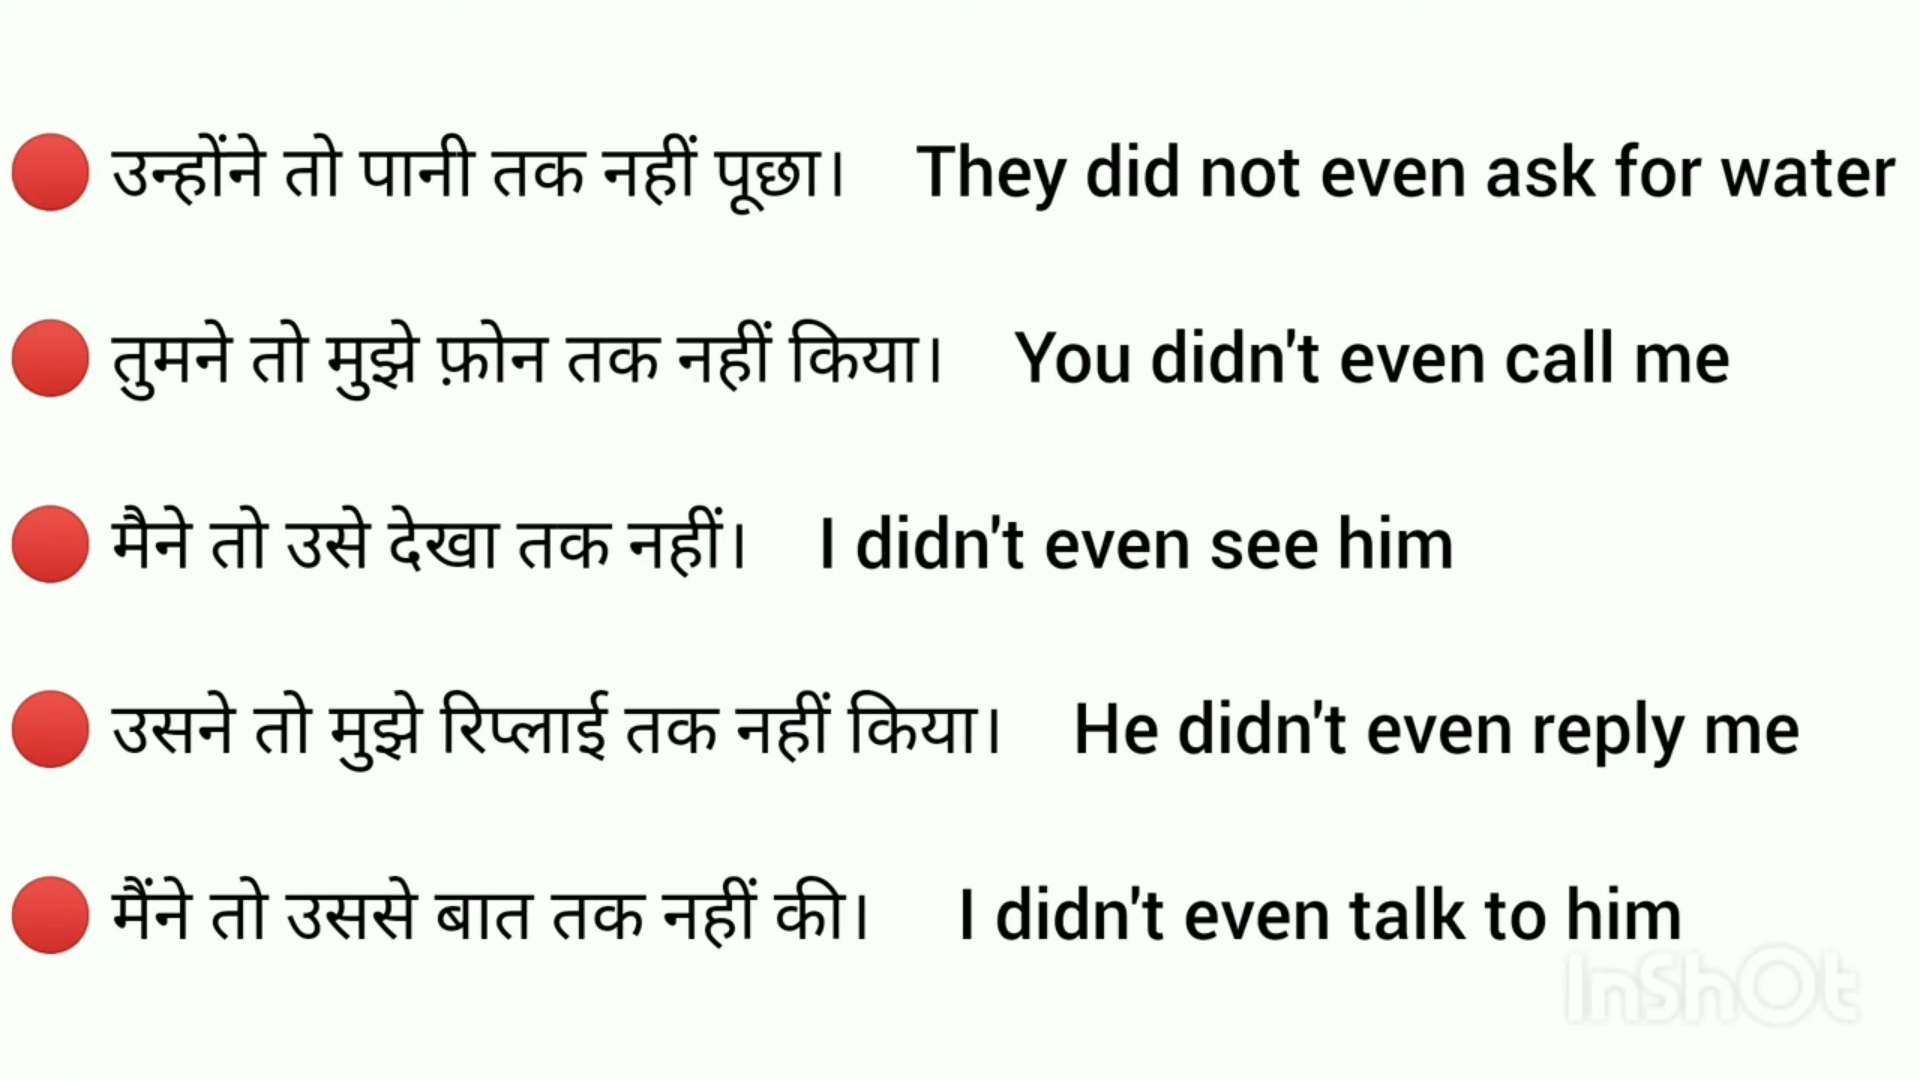 उन्होंने तो पानी तक नहीं पूछा। They did not even ask for water
तुमने तो मुझे फ़ोन तक नहीं किया। You didn't even call me
मैने तो उसे देखा तक नहीं। I didn't even see him
उसने तो मुझे रिप्लाई तक नहीं किया। He didn't even reply me
मैंने तो उससे बात तक नहीं की। I didn't even talk to him
InShOt